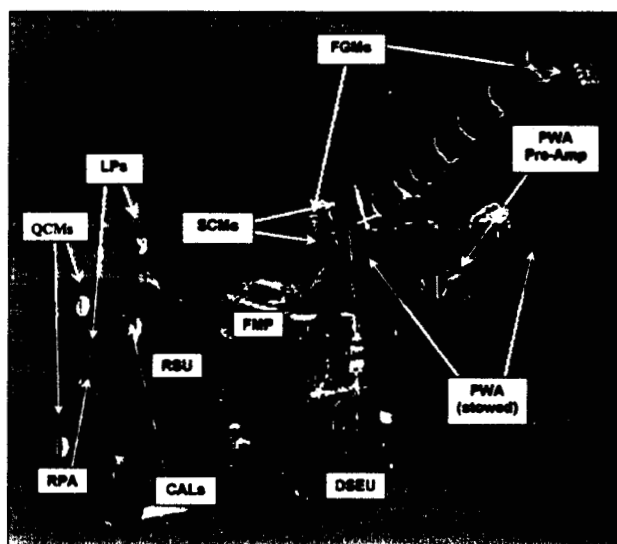 FGMs
PWA
Pre-Amp
LPs
QCMs
SCMs
FMP
RSU
PWA
(stowed)
RPA
CALs
DSEU